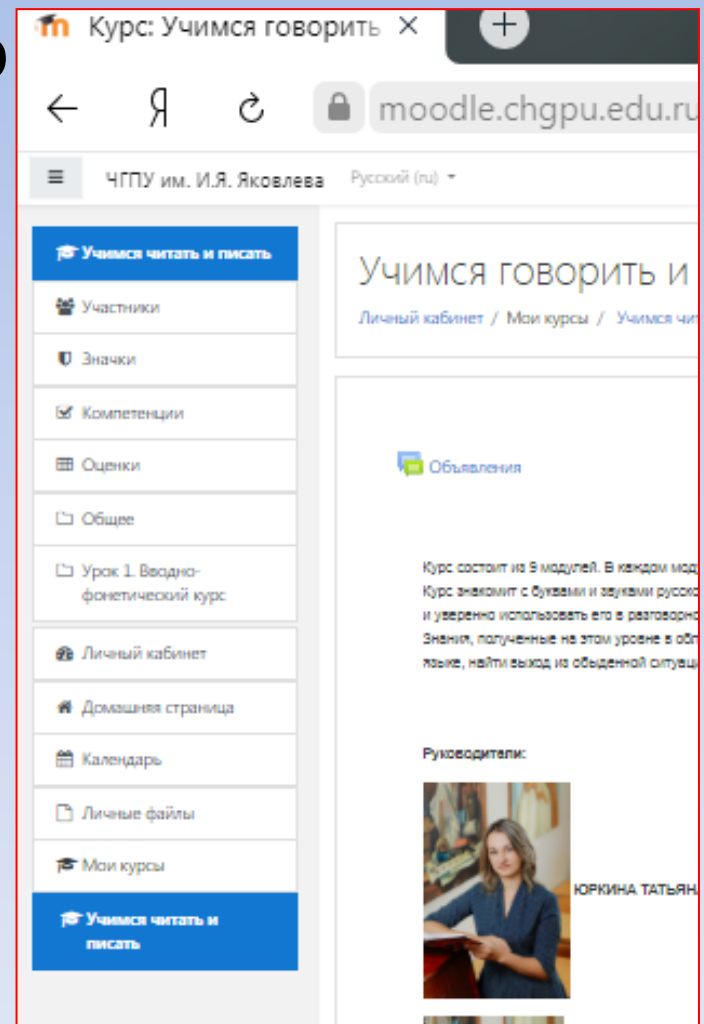 Курс: Учимся говорить
moodle.chgpu.edu.ru
ЧГПУ им. И.Я. Яковлева Русский (ru)
Учимся читать и писать
Участники
Значки
Компетенции
Оценки
Общее
Урок 1. Вводно-
фонетический курс
Личный кабинет
Домашняя страница
Календарь
Личные файлы
Мои курсы
Учимся читать и
писать
Учимся говорить и
Личный кабинет / Мои курсы / Учимся чит
Объявления
Курс состоит из 9 модулей. В каждом мод
Курс знакомит с буквами и звуками русско
и уверенно использовать его в разговорно
Знания, полученные на этом уровне в обл
языке, найти выход из обыденной ситуац
Руководители:
ЮРКИНА ТАТЬЯН